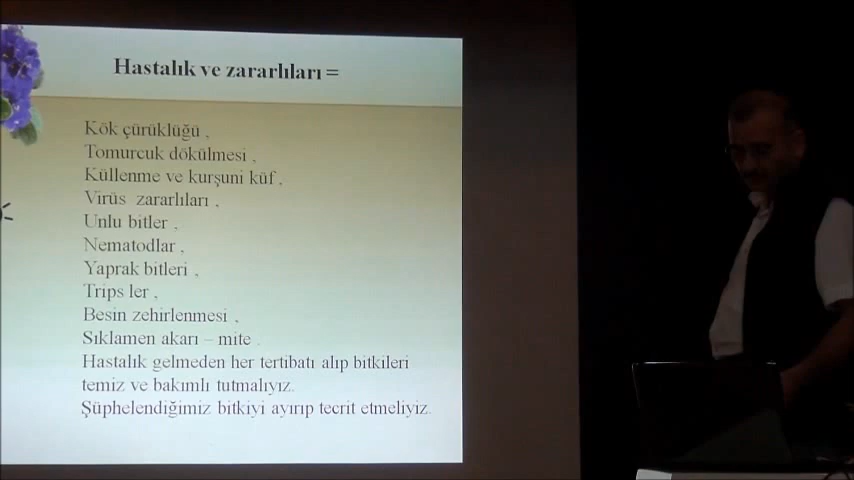 Hastalık ve zararlıları =
Kök çürüklüğü ,
Tomurcuk dökülmesi ,
Küllenme ve kurşuni küf ,
Virüs zararlıları ,
Unlu bitler ,
Nematodlar ,
Yaprak bitleri ,
Trips ler ,
Besin zehirlenmesi ,
Sıklamen akarı – mite .
Hastalık gelmeden her tertibatı alıp bitkileri
temiz ve bakımlı tutmalıyız.
Şüphelendiğimiz bitkiyi ayırıp tecrit etmeliyiz.